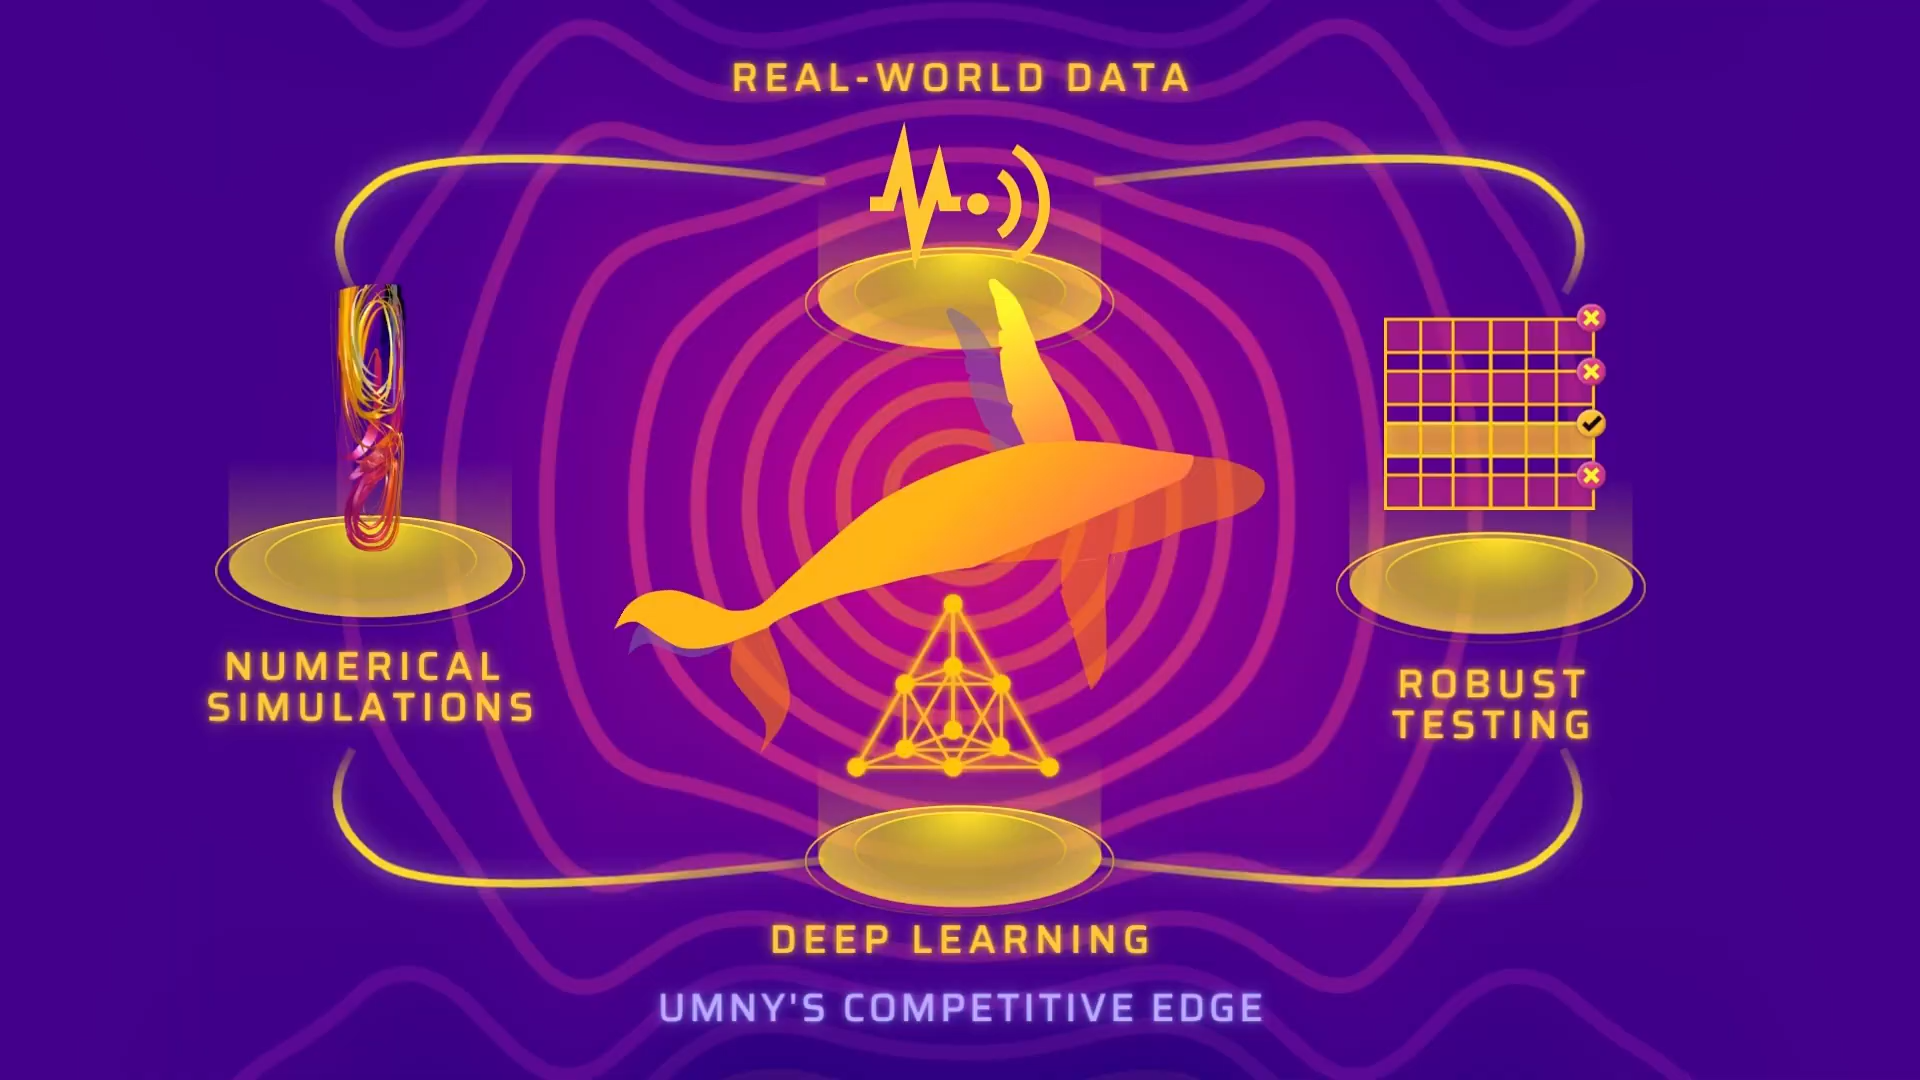 REAL-WORLD DATA
NUMERICAL
SIMULATIONS
ROBUST
TESTING
DEEP LEARNING
UMNY'S COMPETITIVE EDGE